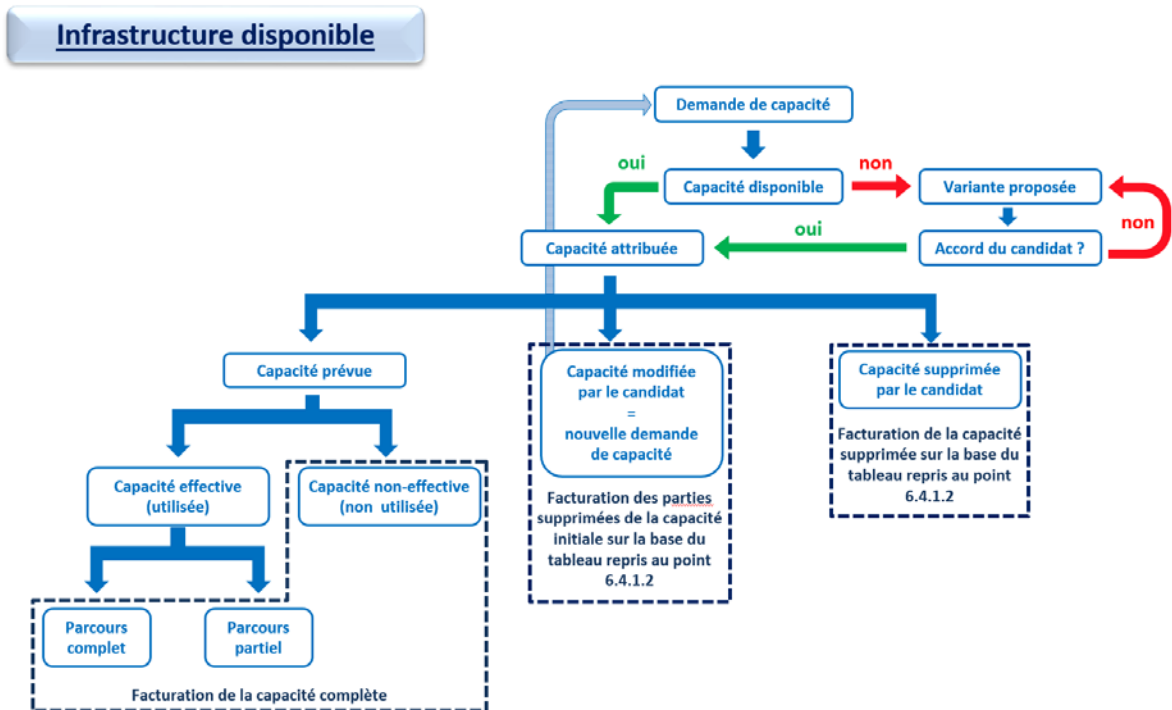 Infrastructure disponible
Demande de capacité
oui
non
Capacité disponible
Variante proposée
oui
non
Capacité attribuée
Accord du candidat ?
Capacité prévue
Capacité modifiée
par le candidat
=
nouvelle demande
de capacité
Capacité supprimée
par le candidat
Facturation de la capacité
supprimée sur la base du
tableau repris au point
6.4.1.2
Capacité effective
(utilisée)
Capacité non-effective
(non utilisée)
Facturation des parties
supprimées de la capacité
initiale sur la base du
tableau repris au point
6.4.1.2
Parcours
complet
Parcours
partiel
Facturation de la capacité complète